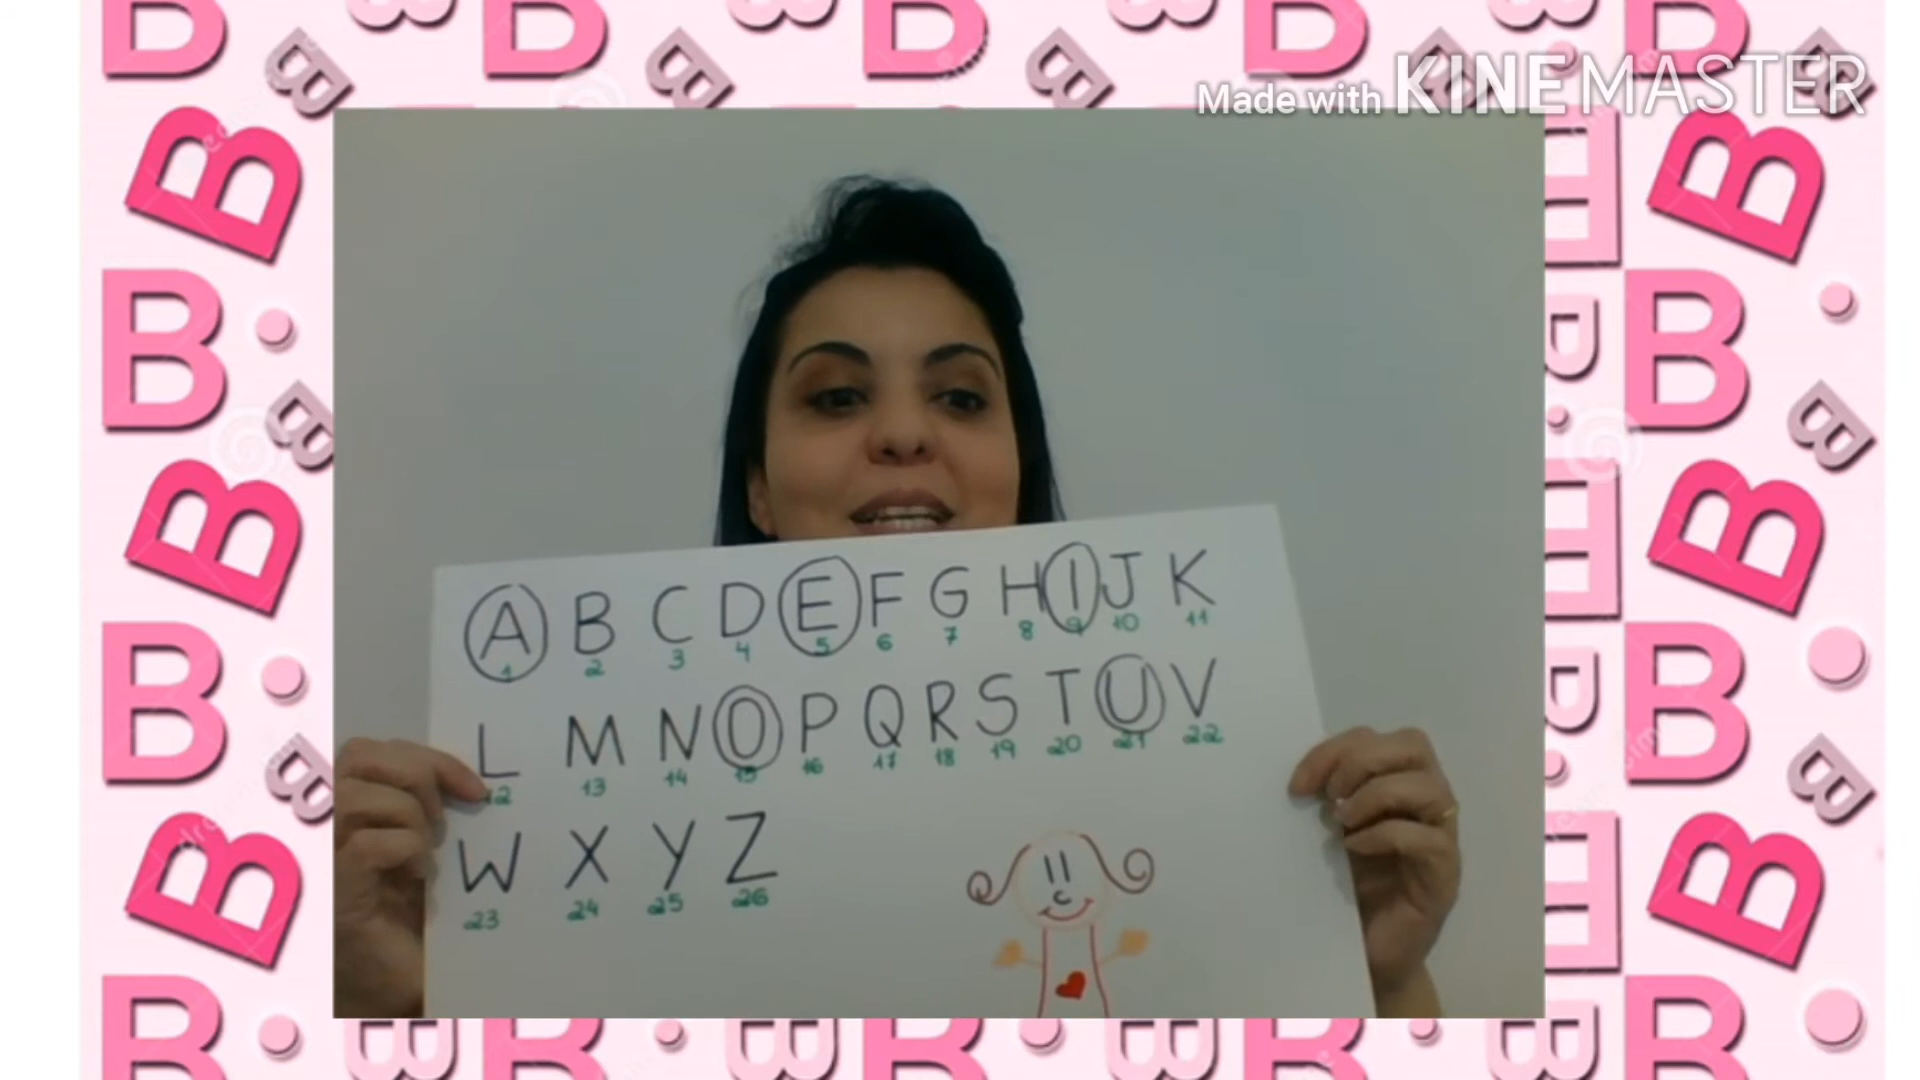 Made with KINEMASTER
A B C D E F G H I J K
1 2 3 4 5 6 7 8 9 10 11
L M N O P Q R S T U V
12 13 14 15 16 17 18 19 20 21 22
W X Y Z
23 24 25 26